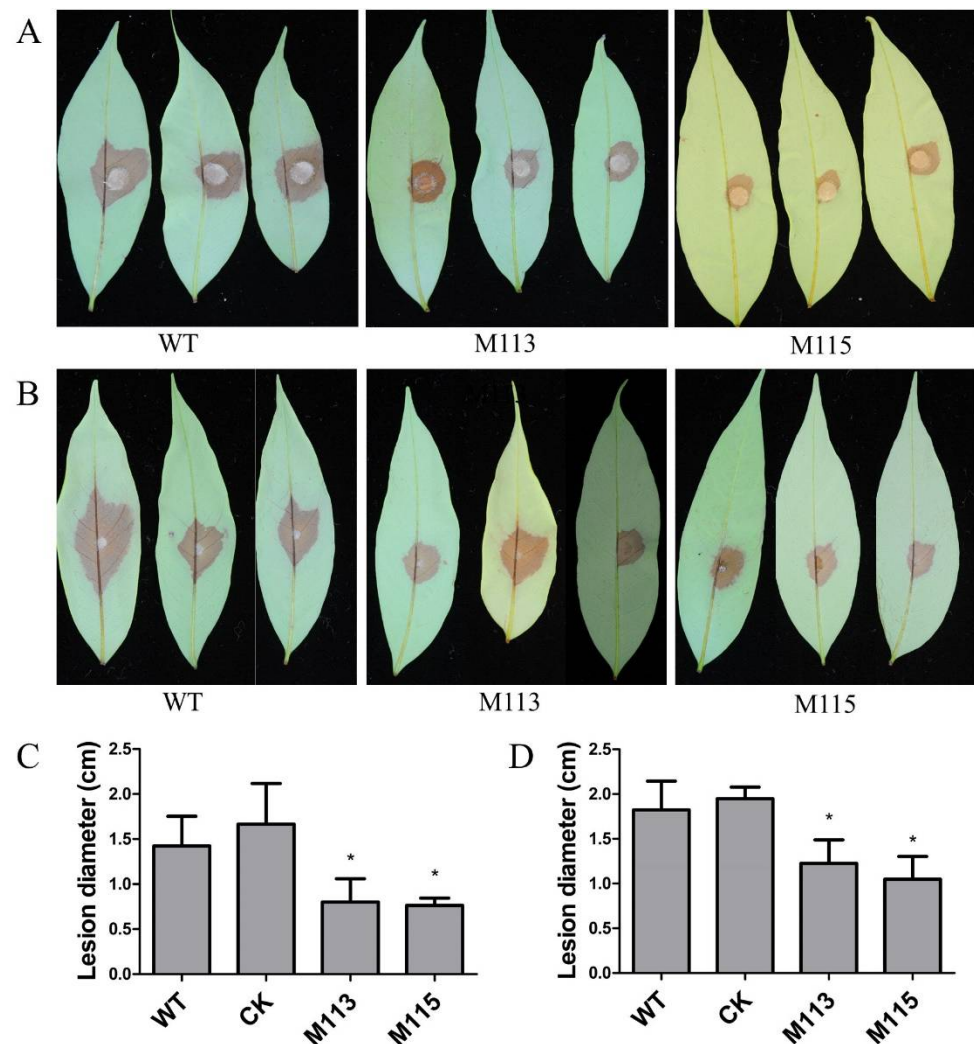 A
WT
M113
M115
B
WT
M113
M115
C
Lesion diameter (cm)
2.5
2.0
1.5
1.0
0.5
0.0
*
*
WT
CK
M113
M115
D
Lesion diameter (cm)
2.5
2.0
1.5
1.0
0.5
0.0
*
*
WT
CK
M113
M115